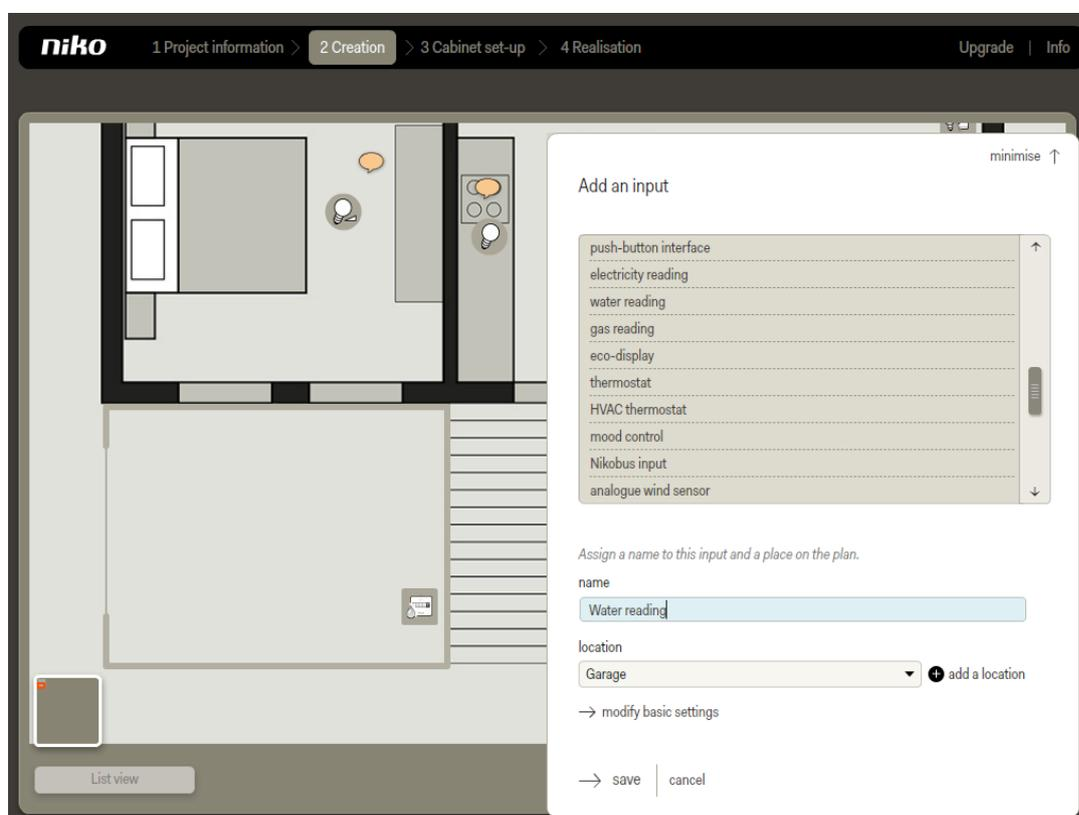 niko 1 Project information 2 Creation 3 Cabinet set-up 4 Realisation Upgrade | Info
minimise
Add an input
push-button interface
electricity reading
water reading
gas reading
eco-display
thermostat
HVAC thermostat
mood control
Nikobus input
analogue wind sensor
Assign a name to this input and a place on the plan.
name
Water reading
location
Garage add a location
modify basic settings
save cancel
List view